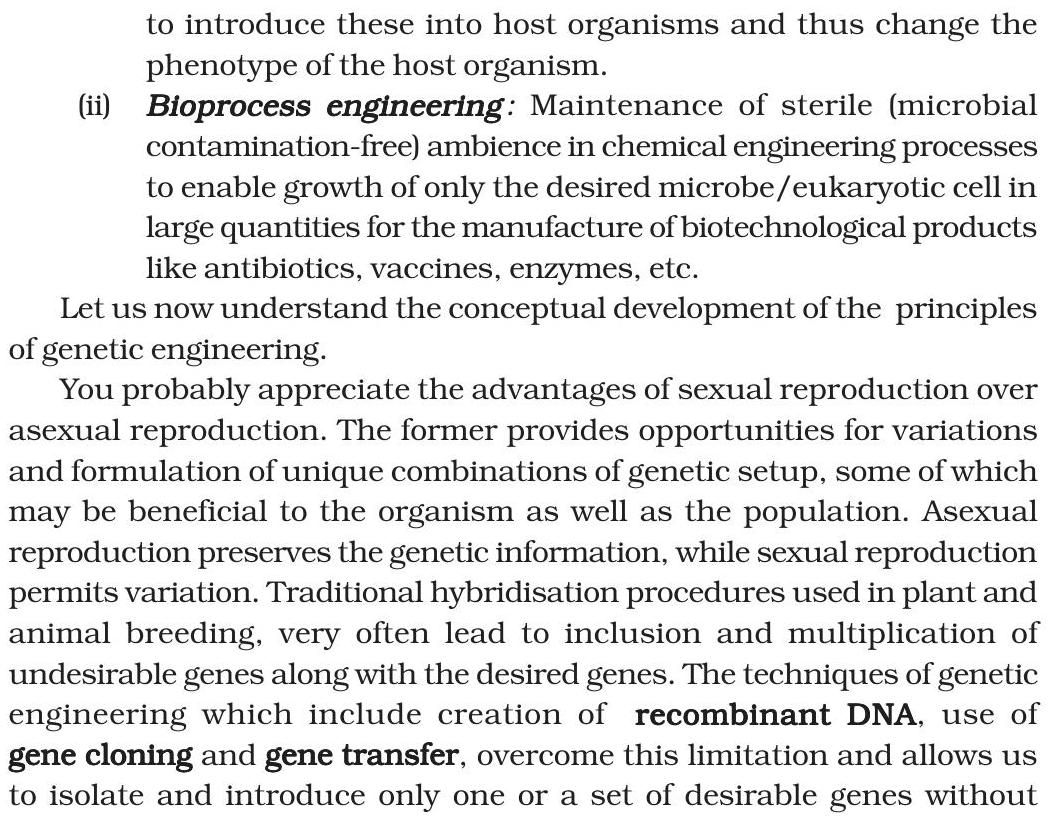 to introduce these into host organisms and thus change the
phenotype of the host organism.
(ii) Bioprocess engineering: Maintenance of sterile (microbial
contamination-free) ambience in chemical engineering processes
to enable growth of only the desired microbe/eukaryotic cell in
large quantities for the manufacture of biotechnological products
like antibiotics, vaccines, enzymes, etc.
Let us now understand the conceptual development of the principles
of genetic engineering.
You probably appreciate the advantages of sexual reproduction over
asexual reproduction. The former provides opportunities for variations
and formulation of unique combinations of genetic setup, some of which
may be beneficial to the organism as well as the population. Asexual
reproduction preserves the genetic information, while sexual reproduction
permits variation. Traditional hybridisation procedures used in plant and
animal breeding, very often lead to inclusion and multiplication of
undesirable genes along with the desired genes. The techniques of genetic
engineering which include creation of recombinant DNA, use of
gene cloning and gene transfer, overcome this limitation and allows us
to isolate and introduce only one or a set of desirable genes without